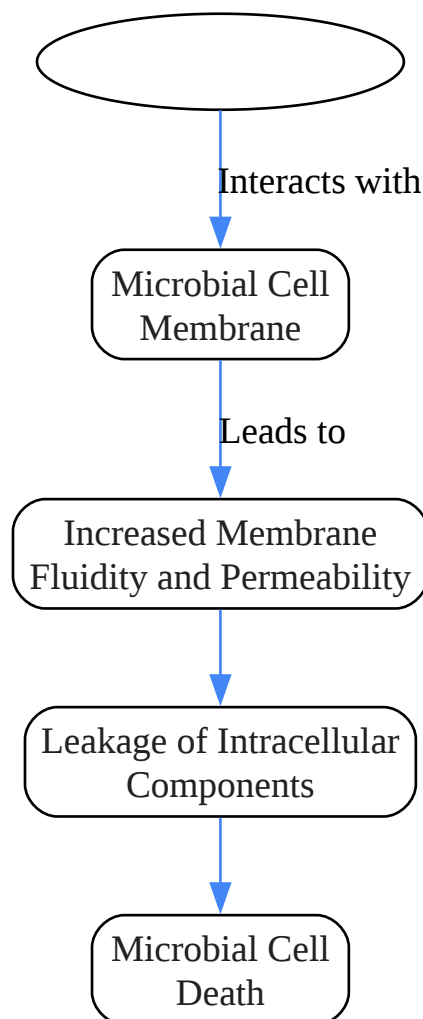 Interacts with
Microbial Cell
Membrane
Leads to
Increased Membrane
Fluidity and Permeability
Leakage of Intracellular
Components
Microbial Cell
Death